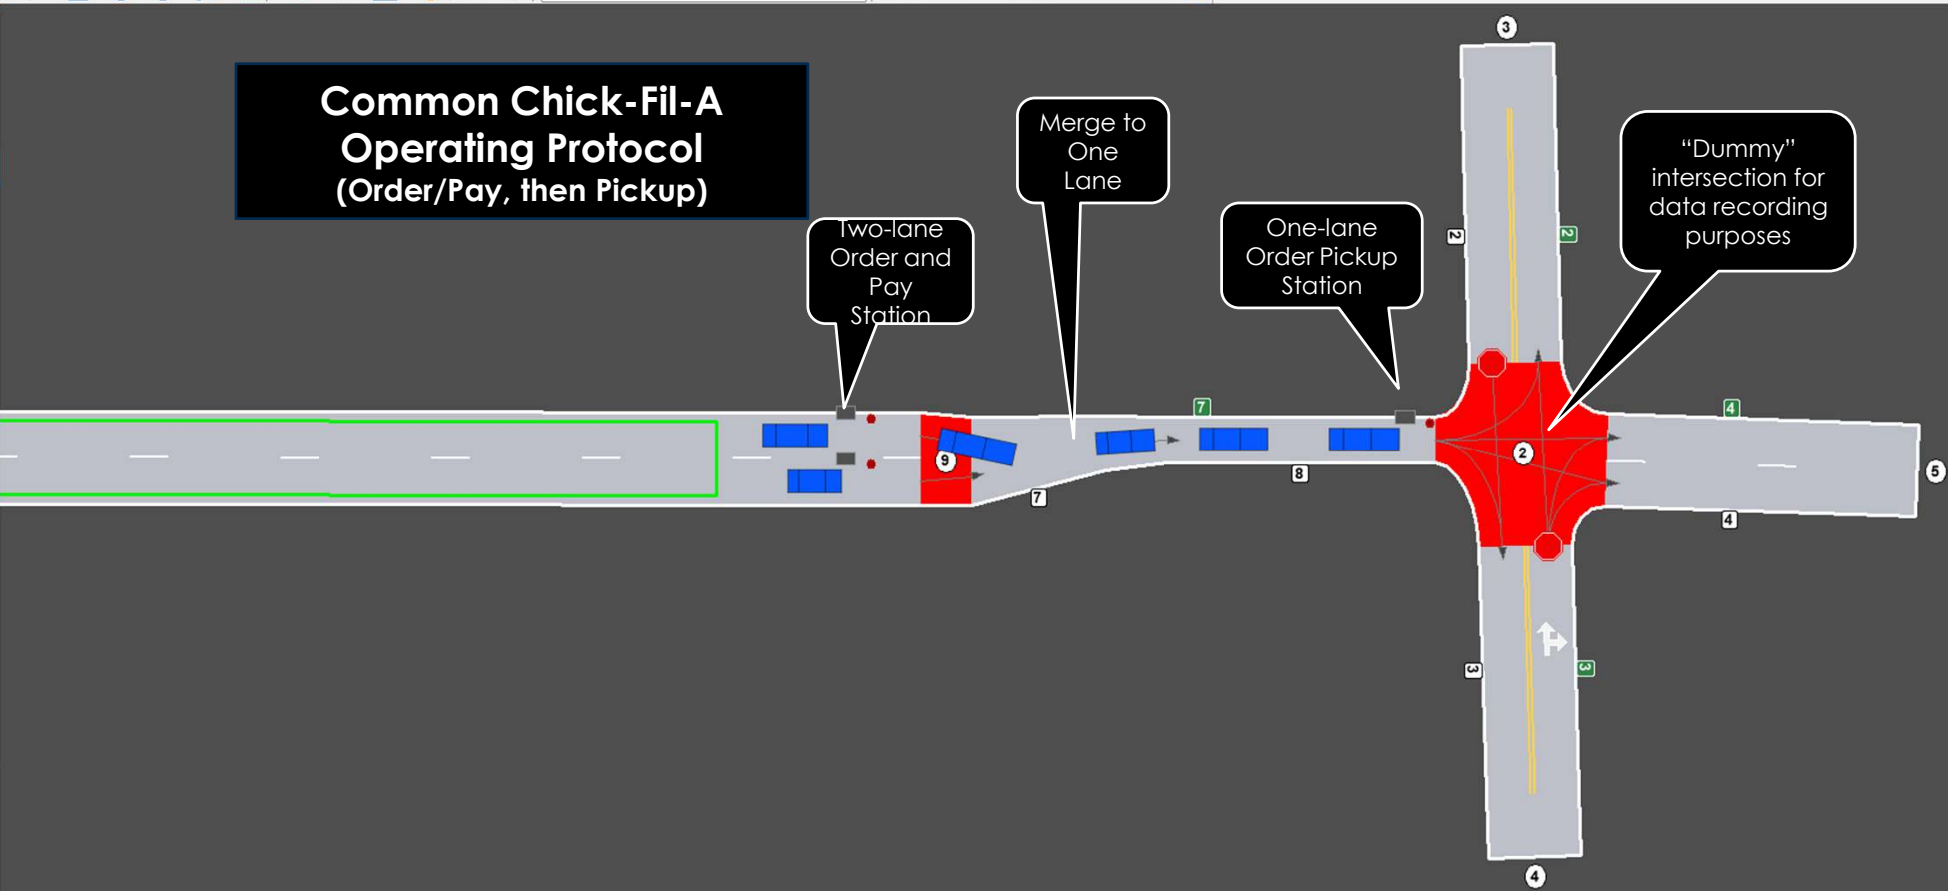 3
Common Chick-Fil-A
Operating Protocol
(Order/Pay, then Pickup)
Merge to
One
Lane
"Dummy"
intersection for
data recording
purposes
Two-lane
Order and
Pay
Station
One-lane
Order Pickup
Station
2
2
7
4
9
2
5
8
7
4
3
3
4